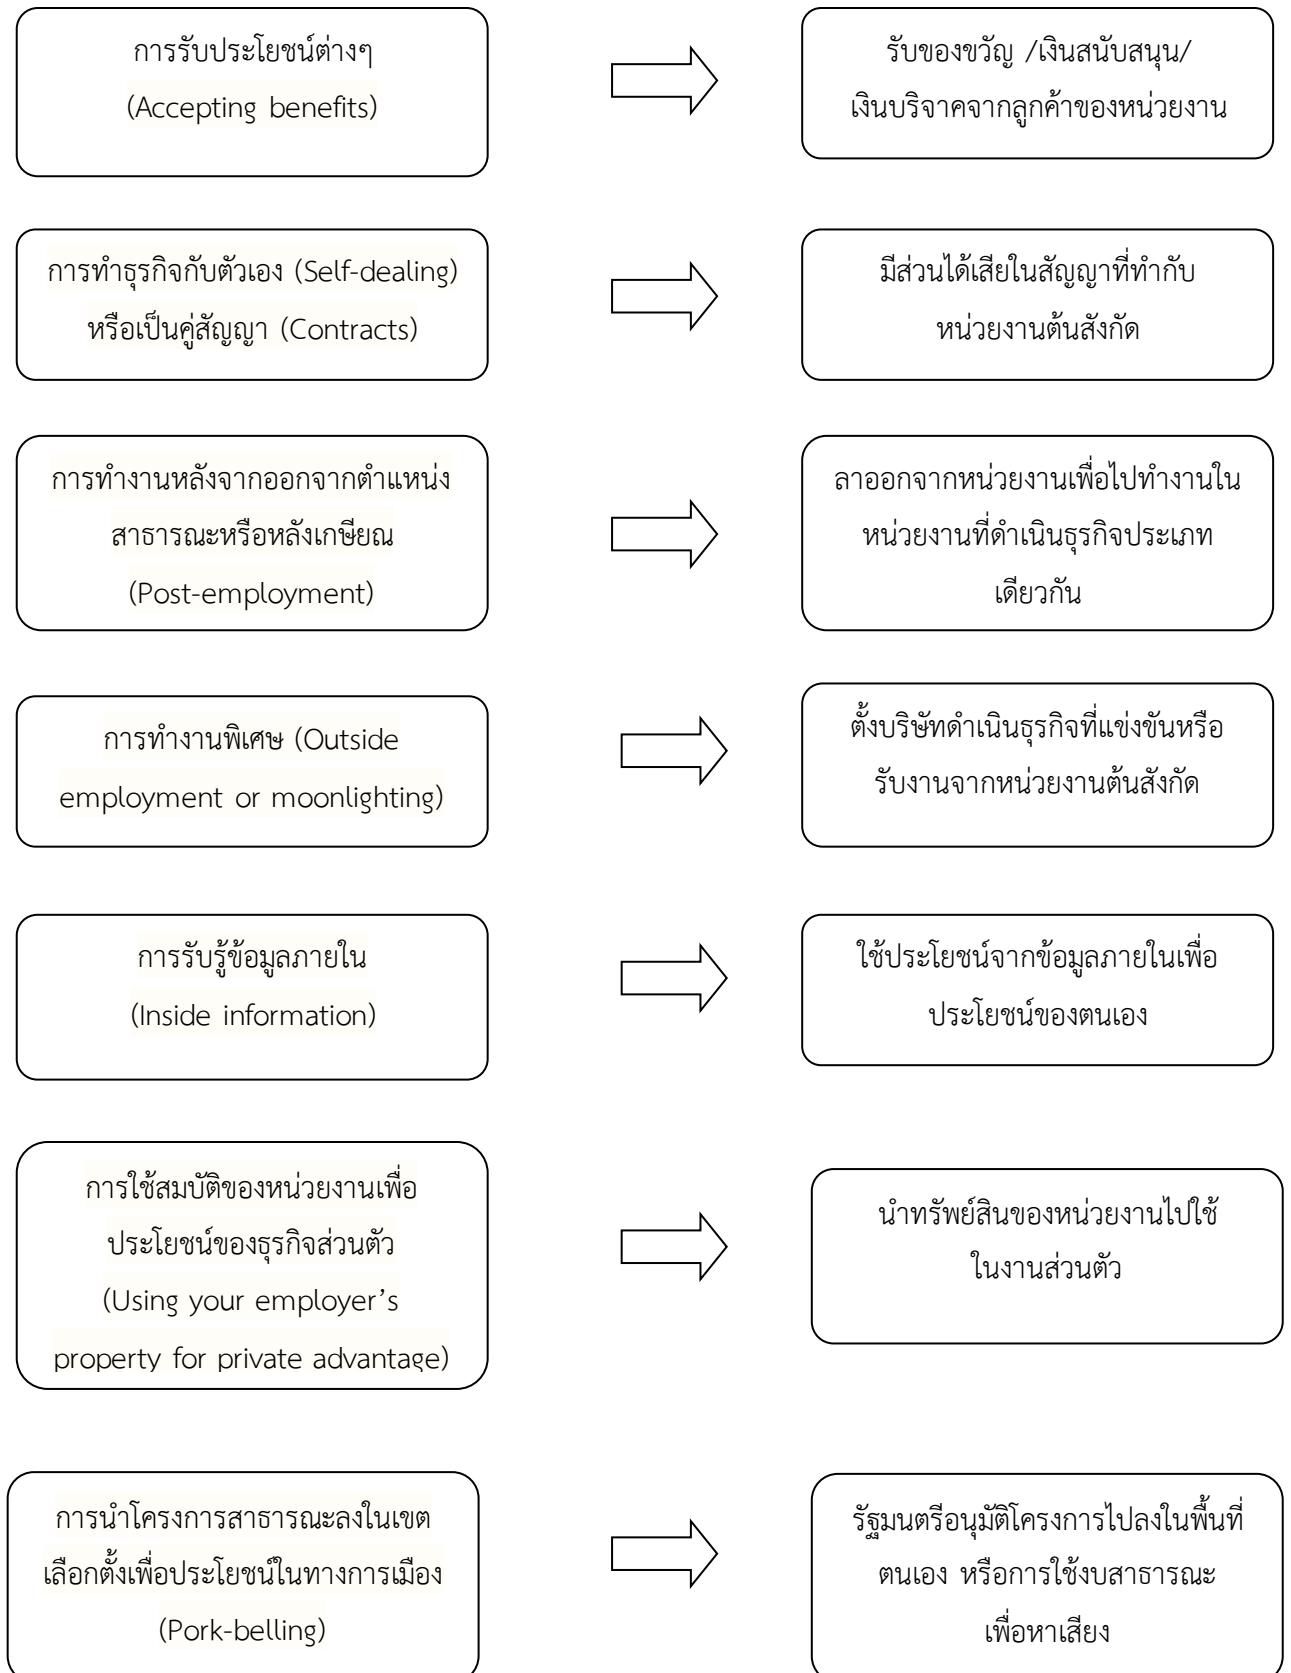 การรับประโยชน์ต่างๆ
(Accepting benefits)
รับของขวัญ /เงินสนับสนุน/
เงินบริจาคจากลูกค้าของหน่วยงาน
การทำธุรกิจกับตัวเอง (Self-dealing)
หรือเป็นคู่สัญญา (Contracts)
มีส่วนได้เสียในสัญญาที่ทำกับ
หน่วยงานต้นสังกัด
การทำงานหลังจากออกจากตำแหน่ง
สาธารณะหรือหลังเกษียณ
(Post-employment)
ลาออกจากหน่วยงานเพื่อไปทำงานใน
หน่วยงานที่ดำเนินธุรกิจประเภท
เดียวกัน
การทำงานพิเศษ (Outside
employment or moonlighting)
ตั้งบริษัทดำเนินธุรกิจที่แข่งขันหรือ
รับงานจากหน่วยงานต้นสังกัด
การรับรู้ข้อมูลภายใน
(Inside information)
ใช้ประโยชน์จากข้อมูลภายในเพื่อ
ประโยชน์ของตนเอง
การใช้สมบัติของหน่วยงานเพื่อ
ประโยชน์ของธุรกิจส่วนตัว
(Using your employer’s
property for private advantage)
นำทรัพย์สินของหน่วยงานไปใช้
ในงานส่วนตัว
การนำโครงการสาธารณะลงในเขต
เลือกตั้งเพื่อประโยชน์ในทางการเมือง
(Pork-belling)
รัฐมนตรีอนุมัติโครงการไปลงในพื้นที่
ตนเอง หรือการใช้งบสาธารณะ
เพื่อหาเสียง